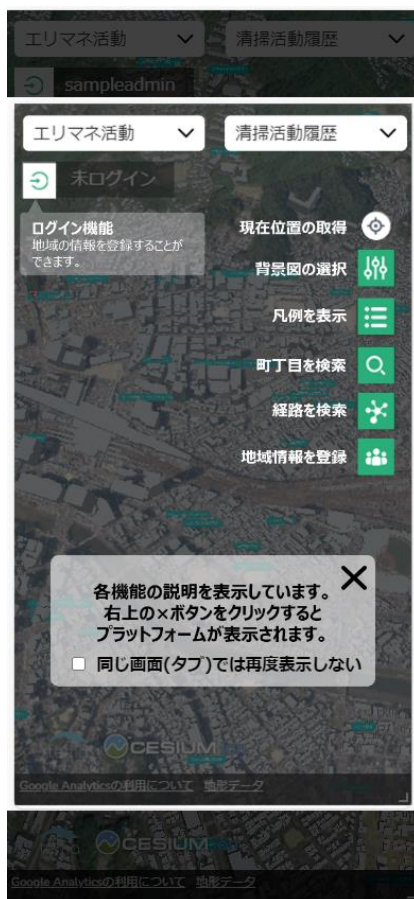 エリマネ活動
清掃活動履歴
sampleadmin
エリマネ活動
清掃活動履歴
未ログイン
ログイン機能
地域の情報を登録することが
できます。
現在位置の取得
背景図の選択
凡例を表示
町丁目を検索
経路を検索
地域情報を登録
各機能の説明を表示しています。
右上の×ボタンをクリックすると
プラットフォームが表示されます。
同じ画面(タブ)では再度表示しない
CESIUM
Google Analyticsの利用について 地形データ
CESIUM
Google Analyticsの利用について 地形データ